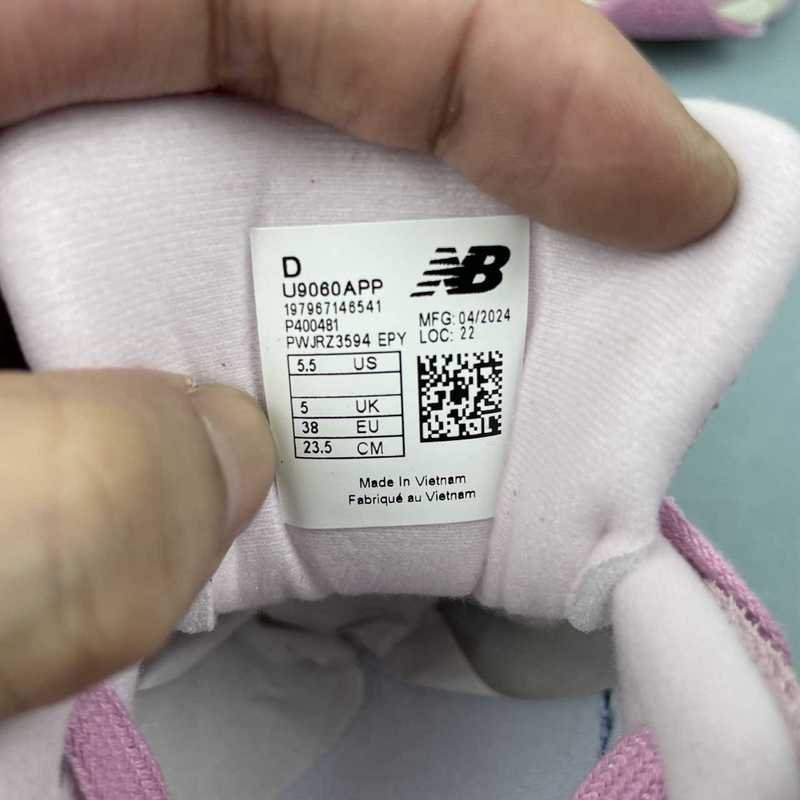 D
U9060APP
197967146541
P400481
PWJRZ3594 EPY
NB
MFG: 04/2024
LOC: 22
5.5 US
5 UK
38 EU
23.5 CM
Made In Vietnam
Fabriqué au Vietnam